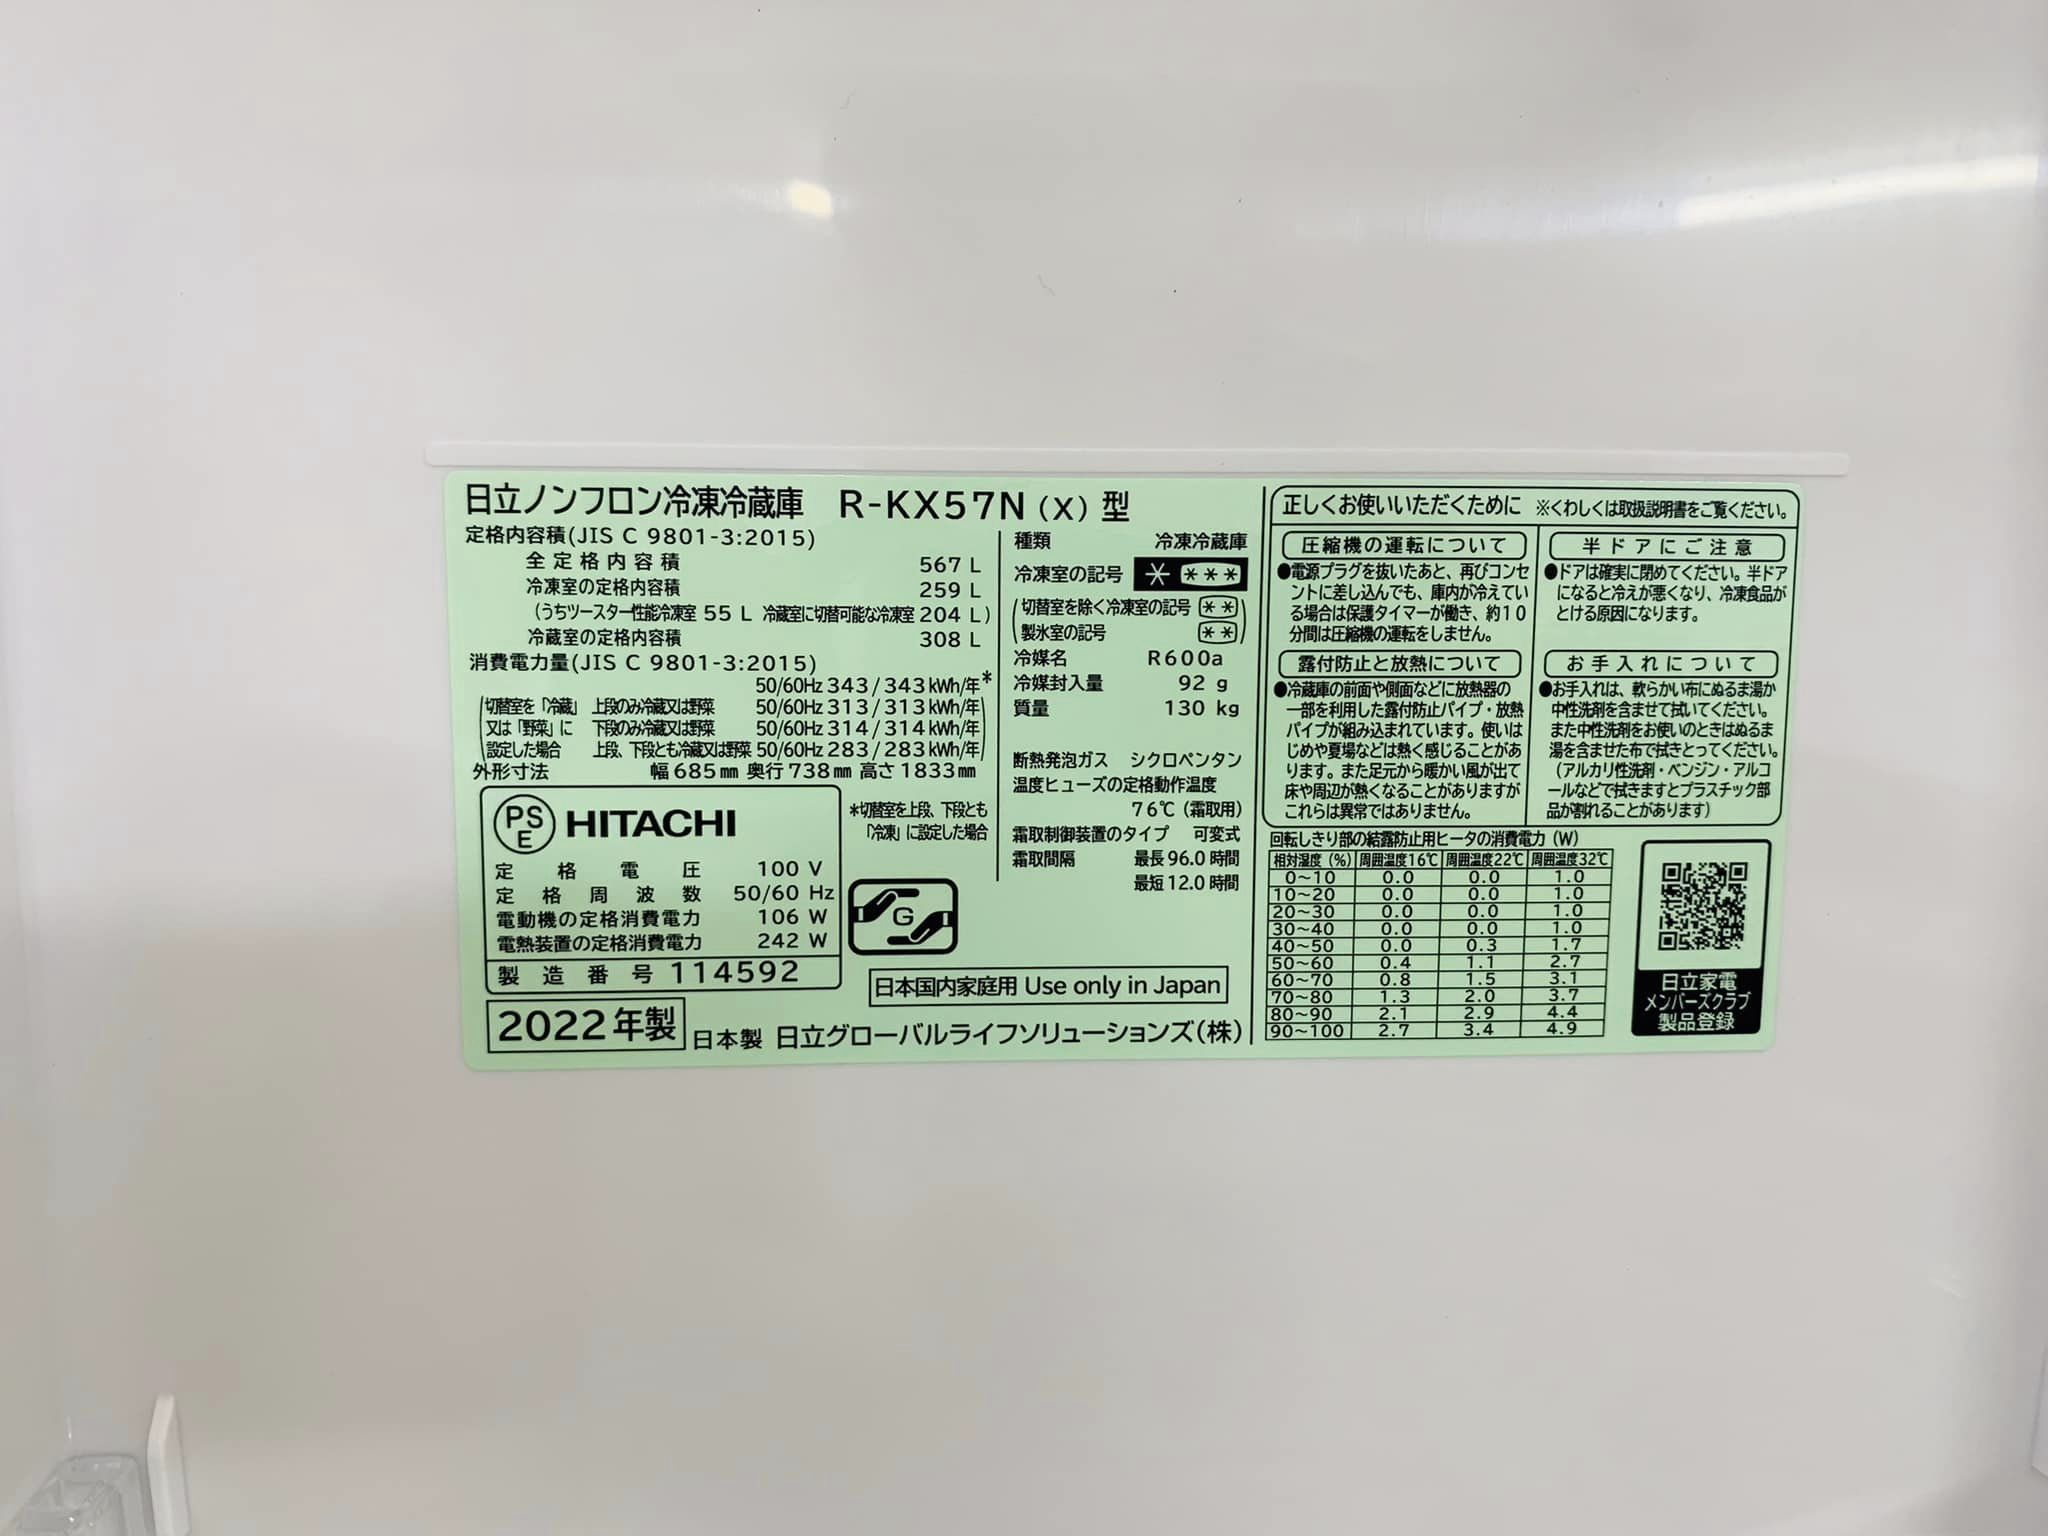 日立ノンフロン冷凍冷蔵庫 R-KX57N (X) 型
定格内容積(JIS C 9801-3:2015)
全定格内容積 567 L
冷凍室の定格内容積 259 L
(うちツースター性能冷凍室 55 L 冷蔵室に切替可能な冷凍室 204 L)
冷蔵室の定格内容積 308 L
消費電力量(JIS C 9801-3:2015)
50/60Hz 343/343kWh/年*
(切替室を「冷蔵」 上段のみ冷蔵又は野菜 50/60Hz 313/313kWh/年
又は「野菜」に 下段のみ冷蔵又は野菜 50/60Hz 314/314kWh/年
設定した場合 上段、下段とも冷蔵又は野菜 50/60Hz 283/283kWh/年)
外形寸法 幅685mm 奥行738mm 高さ1833mm
PS
E
HITACHI
定格電圧 100 V
定格周波数 50/60 Hz
電動機の定格消費電力 106 W
電熱装置の定格消費電力 242 W
製造番号 114592
*切替室を上段、下段とも
「冷凍」に設定した場合
G
2022年製
日本製 日立グローバルライフソリューションズ(株)
種類 冷凍冷蔵庫
冷凍室の記号 * ***
(切替室を除く冷凍室の記号 **
製氷室の記号 **)
冷媒名 R600a
冷媒封入量 92 g
質量 130 kg
断熱発泡ガス シクロペンタン
温度ヒューズの定格動作温度
76℃(霜取用)
霜取制御装置のタイプ 可変式
霜取間隔 最長96.0時間
最短12.0時間
日本国内家庭用 Use only in Japan
正しくお使いいただくために ※くわしくは取扱説明書をご覧ください。
圧縮機の運転について
●電源プラグを抜いたあと、再びコンセ
ントに差し込んでも、庫内が冷えてい
る場合は保護タイマーが働き、約10
分間は圧縮機の運転をしません。
半ドアにご注意
●ドアは確実に閉めてください。半ドア
になると冷えが悪くなり、冷凍食品が
とける原因になります。
露付防止と放熱について
●冷蔵庫の前面や側面などに放熱器の
一部を利用した露付防止パイプ・放熱
パイプが組み込まれています。使いは
じめや夏場などは熱く感じることがあ
ります。また足元から暖かい風が出て
床や周辺が熱くなることがありますが
これらは異常ではありません。
お手入れについて
●お手入れは、軟らかい布にぬるま湯か
中性洗剤を含ませて拭いてください。
また中性洗剤をお使いのときはぬるま
湯を含ませた布で拭きとってください。
(アルカリ性洗剤・ベンジン・アルコ
ールなどで拭きますとプラスチック部
品が割れることがあります)
回転しきり部の結露防止用ヒータの消費電力(W)
相対湿度(%) 周囲温度16℃ 周囲温度22℃ 周囲温度32℃
0~10 0.0 0.0 1.0
10~20 0.0 0.0 1.0
20~30 0.0 0.0 1.0
30~40 0.0 0.0 1.0
40~50 0.0 0.3 1.7
50~60 0.4 1.1 2.7
60~70 0.8 1.5 3.1
70~80 1.3 2.0 3.7
80~90 2.1 2.9 4.4
90~100 2.7 3.4 4.9
日立家電
メンバーズクラブ
製品登録